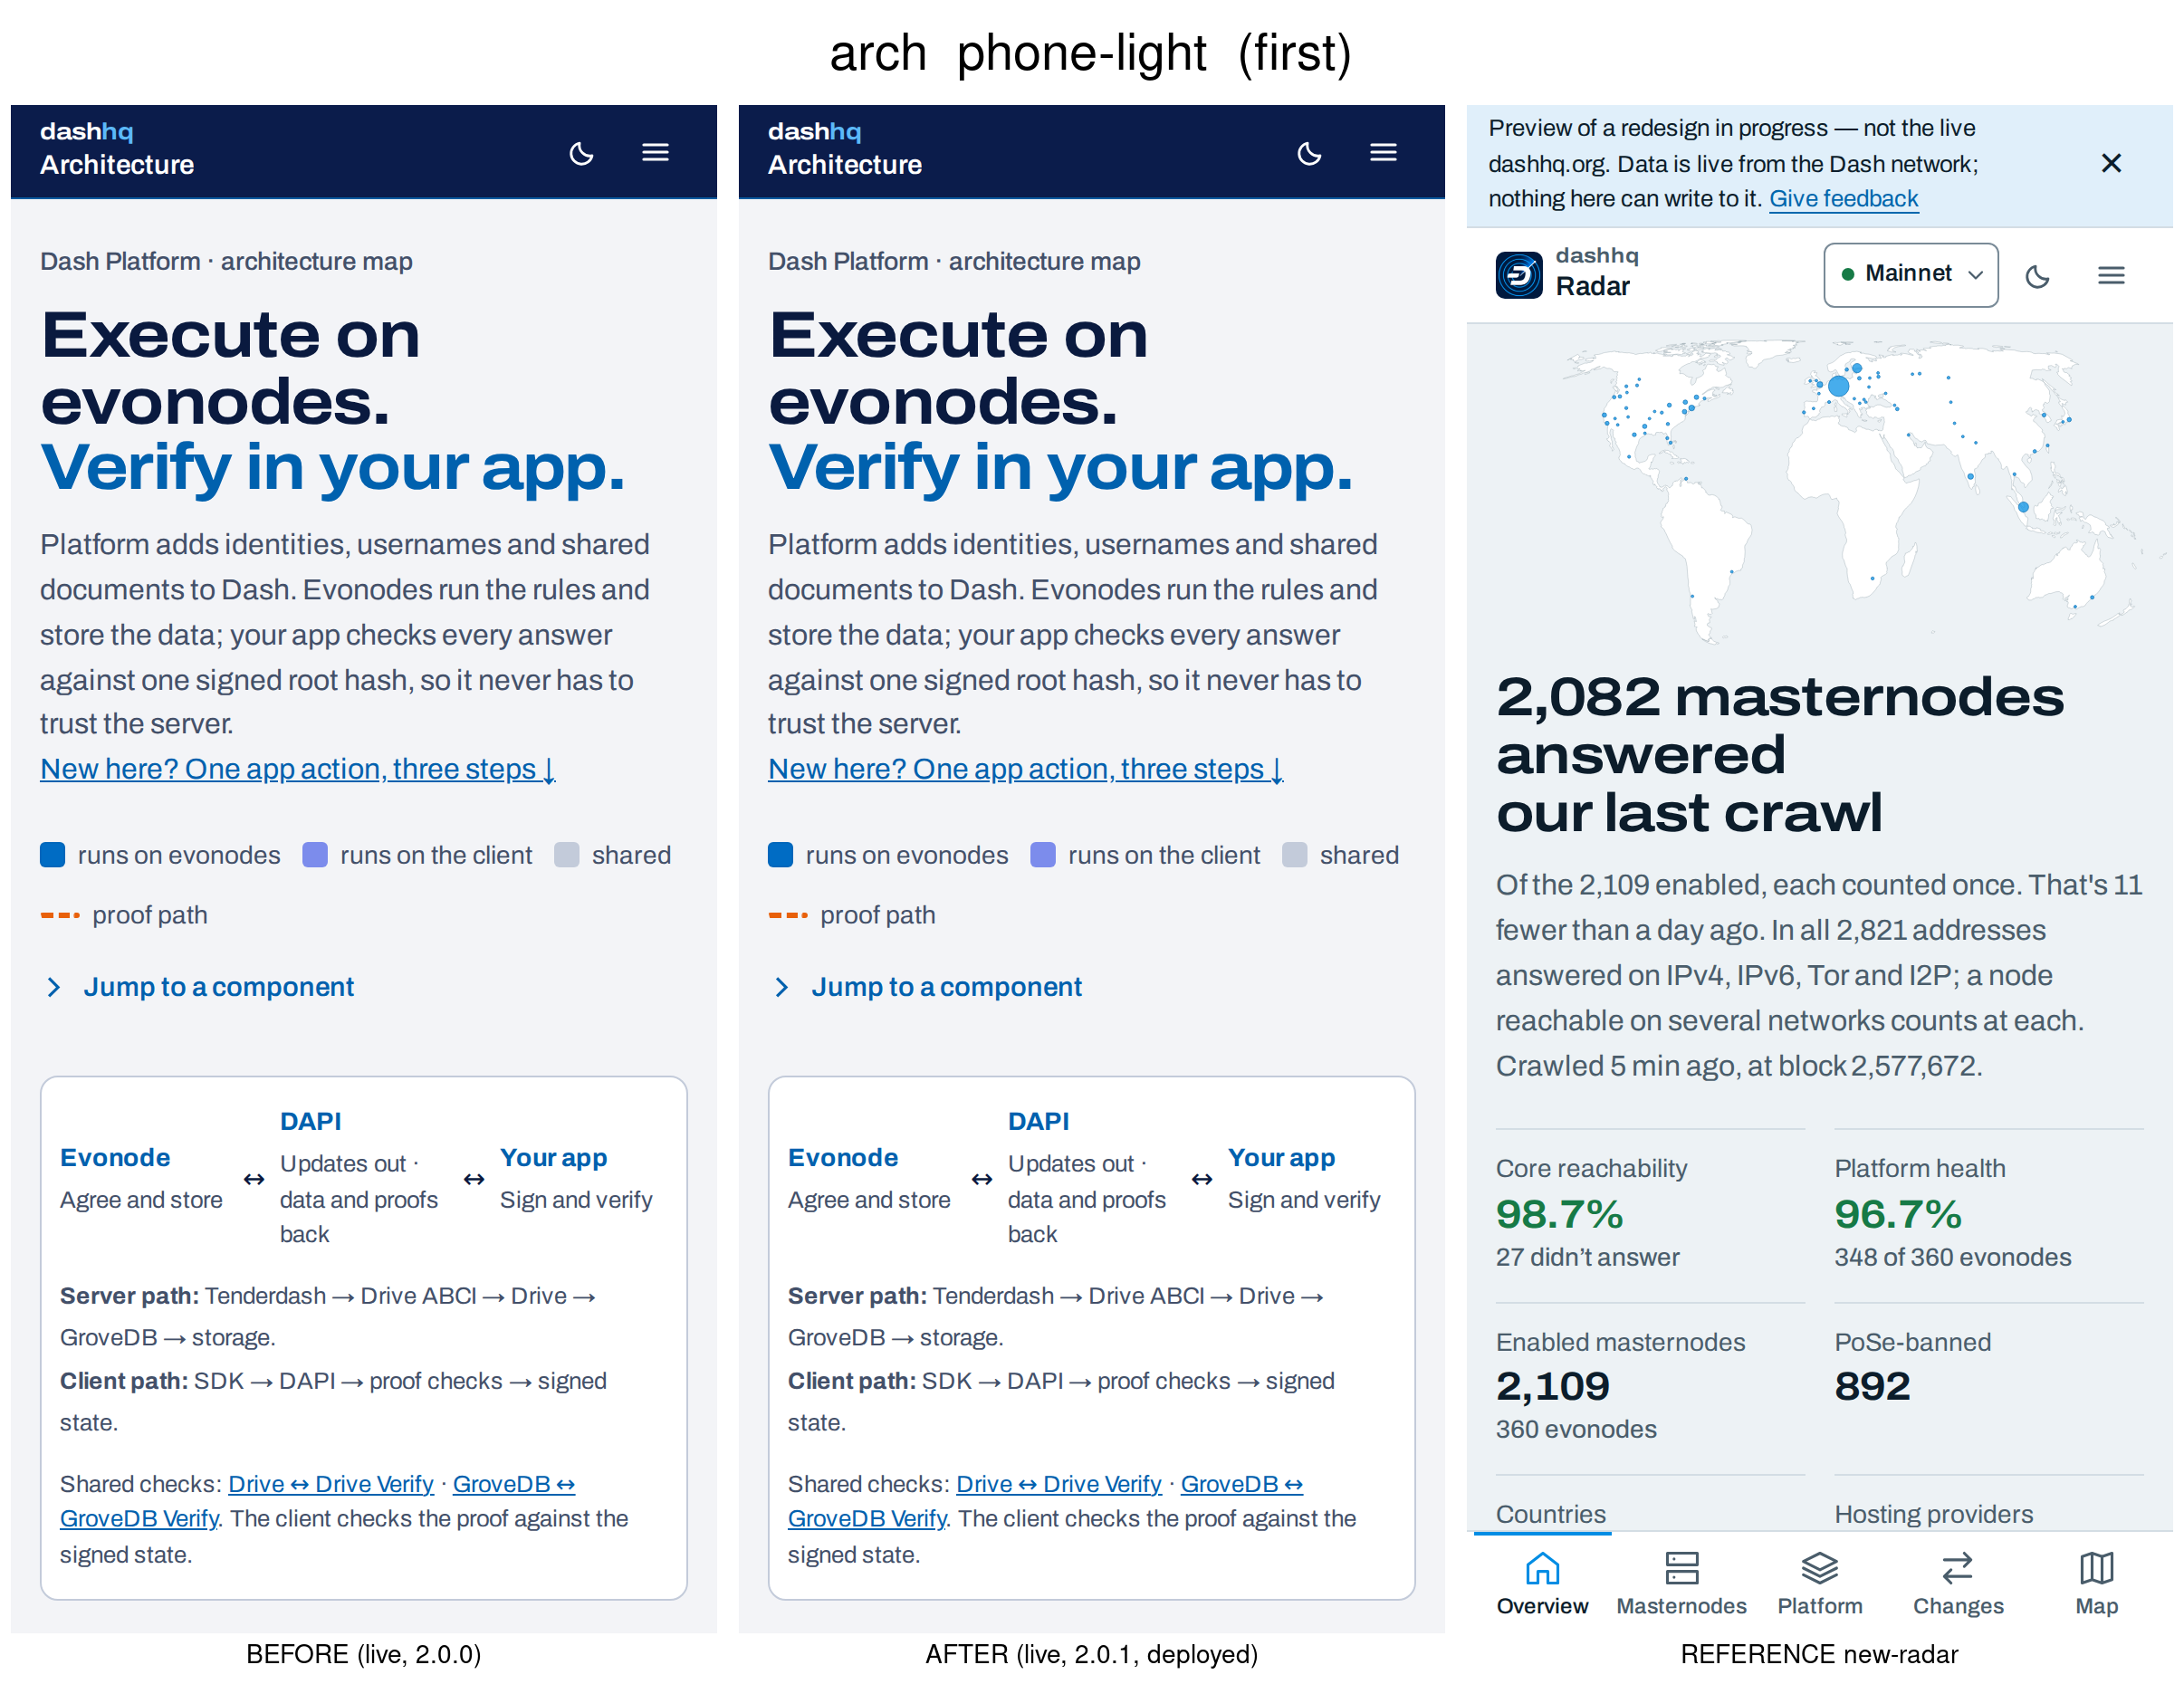 arch phone-light (first)
dashhq
Architecture
Dash Platform · architecture map
Execute on
evonodes.
Verify in your app.
Platform adds identities, usernames and shared
documents to Dash. Evonodes run the rules and
store the data; your app checks every answer
against one signed root hash, so it never has to
trust the server.
New here? One app action, three steps ↓
runs on evonodes runs on the client shared
proof path
Jump to a component
Evonode
Agree and store
↔
DAPI
Updates out ·
data and proofs
back
↔
Your app
Sign and verify
Server path: Tenderdash → Drive ABCI → Drive →
GroveDB → storage.
Client path: SDK → DAPI → proof checks → signed
state.
Shared checks: Drive ↔ Drive Verify · GroveDB ↔
GroveDB Verify. The client checks the proof against the
signed state.
BEFORE (live, 2.0.0)
dashhq
Architecture
Dash Platform · architecture map
Execute on
evonodes.
Verify in your app.
Platform adds identities, usernames and shared
documents to Dash. Evonodes run the rules and
store the data; your app checks every answer
against one signed root hash, so it never has to
trust the server.
New here? One app action, three steps ↓
runs on evonodes runs on the client shared
proof path
Jump to a component
Evonode
Agree and store
↔
DAPI
Updates out ·
data and proofs
back
↔
Your app
Sign and verify
Server path: Tenderdash → Drive ABCI → Drive →
GroveDB → storage.
Client path: SDK → DAPI → proof checks → signed
state.
Shared checks: Drive ↔ Drive Verify · GroveDB ↔
GroveDB Verify. The client checks the proof against the
signed state.
AFTER (live, 2.0.1, deployed)
Preview of a redesign in progress — not the live
dashhq.org. Data is live from the Dash network;
nothing here can write to it. Give feedback
dashhq
Radar
Mainnet
2,082 masternodes
answered
our last crawl
Of the 2,109 enabled, each counted once. That's 11
fewer than a day ago. In all 2,821 addresses
answered on IPv4, IPv6, Tor and I2P; a node
reachable on several networks counts at each.
Crawled 5 min ago, at block 2,577,672.
Core reachability
98.7%
27 didn’t answer
Platform health
96.7%
348 of 360 evonodes
Enabled masternodes
2,109
360 evonodes
PoSe-banned
892
Countries
Hosting providers
Overview Masternodes Platform Changes Map
REFERENCE new-radar